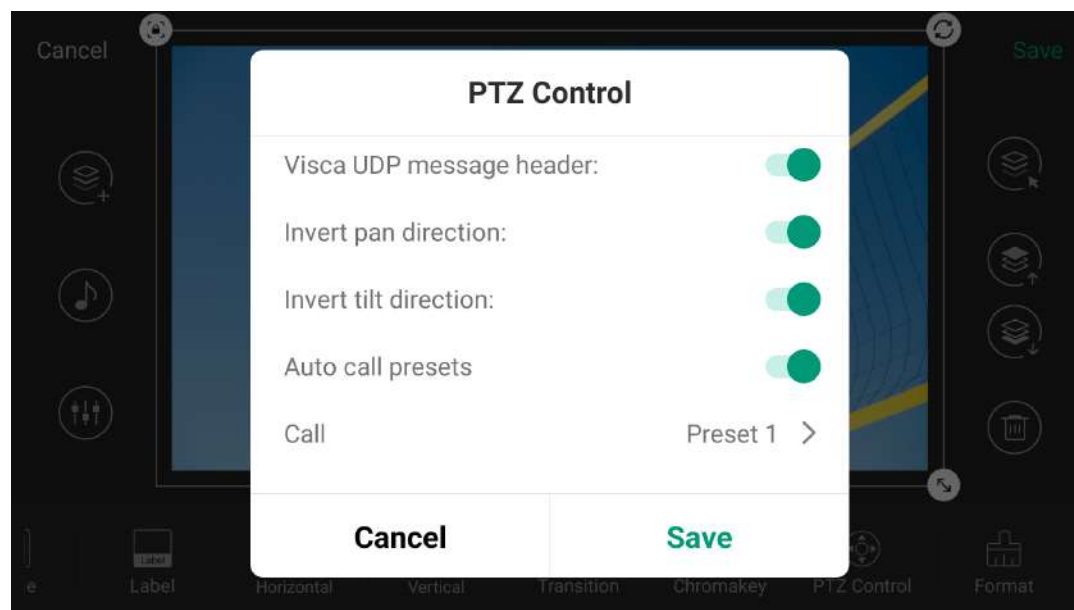 Cancel
Save
PTZ Control
Visca UDP message header:
Invert pan direction:
Invert tilt direction:
Auto call presets
Call Preset 1
Cancel Save
Label
e Label Horizontal Vertical Transition Chromakey PTZ Control Format